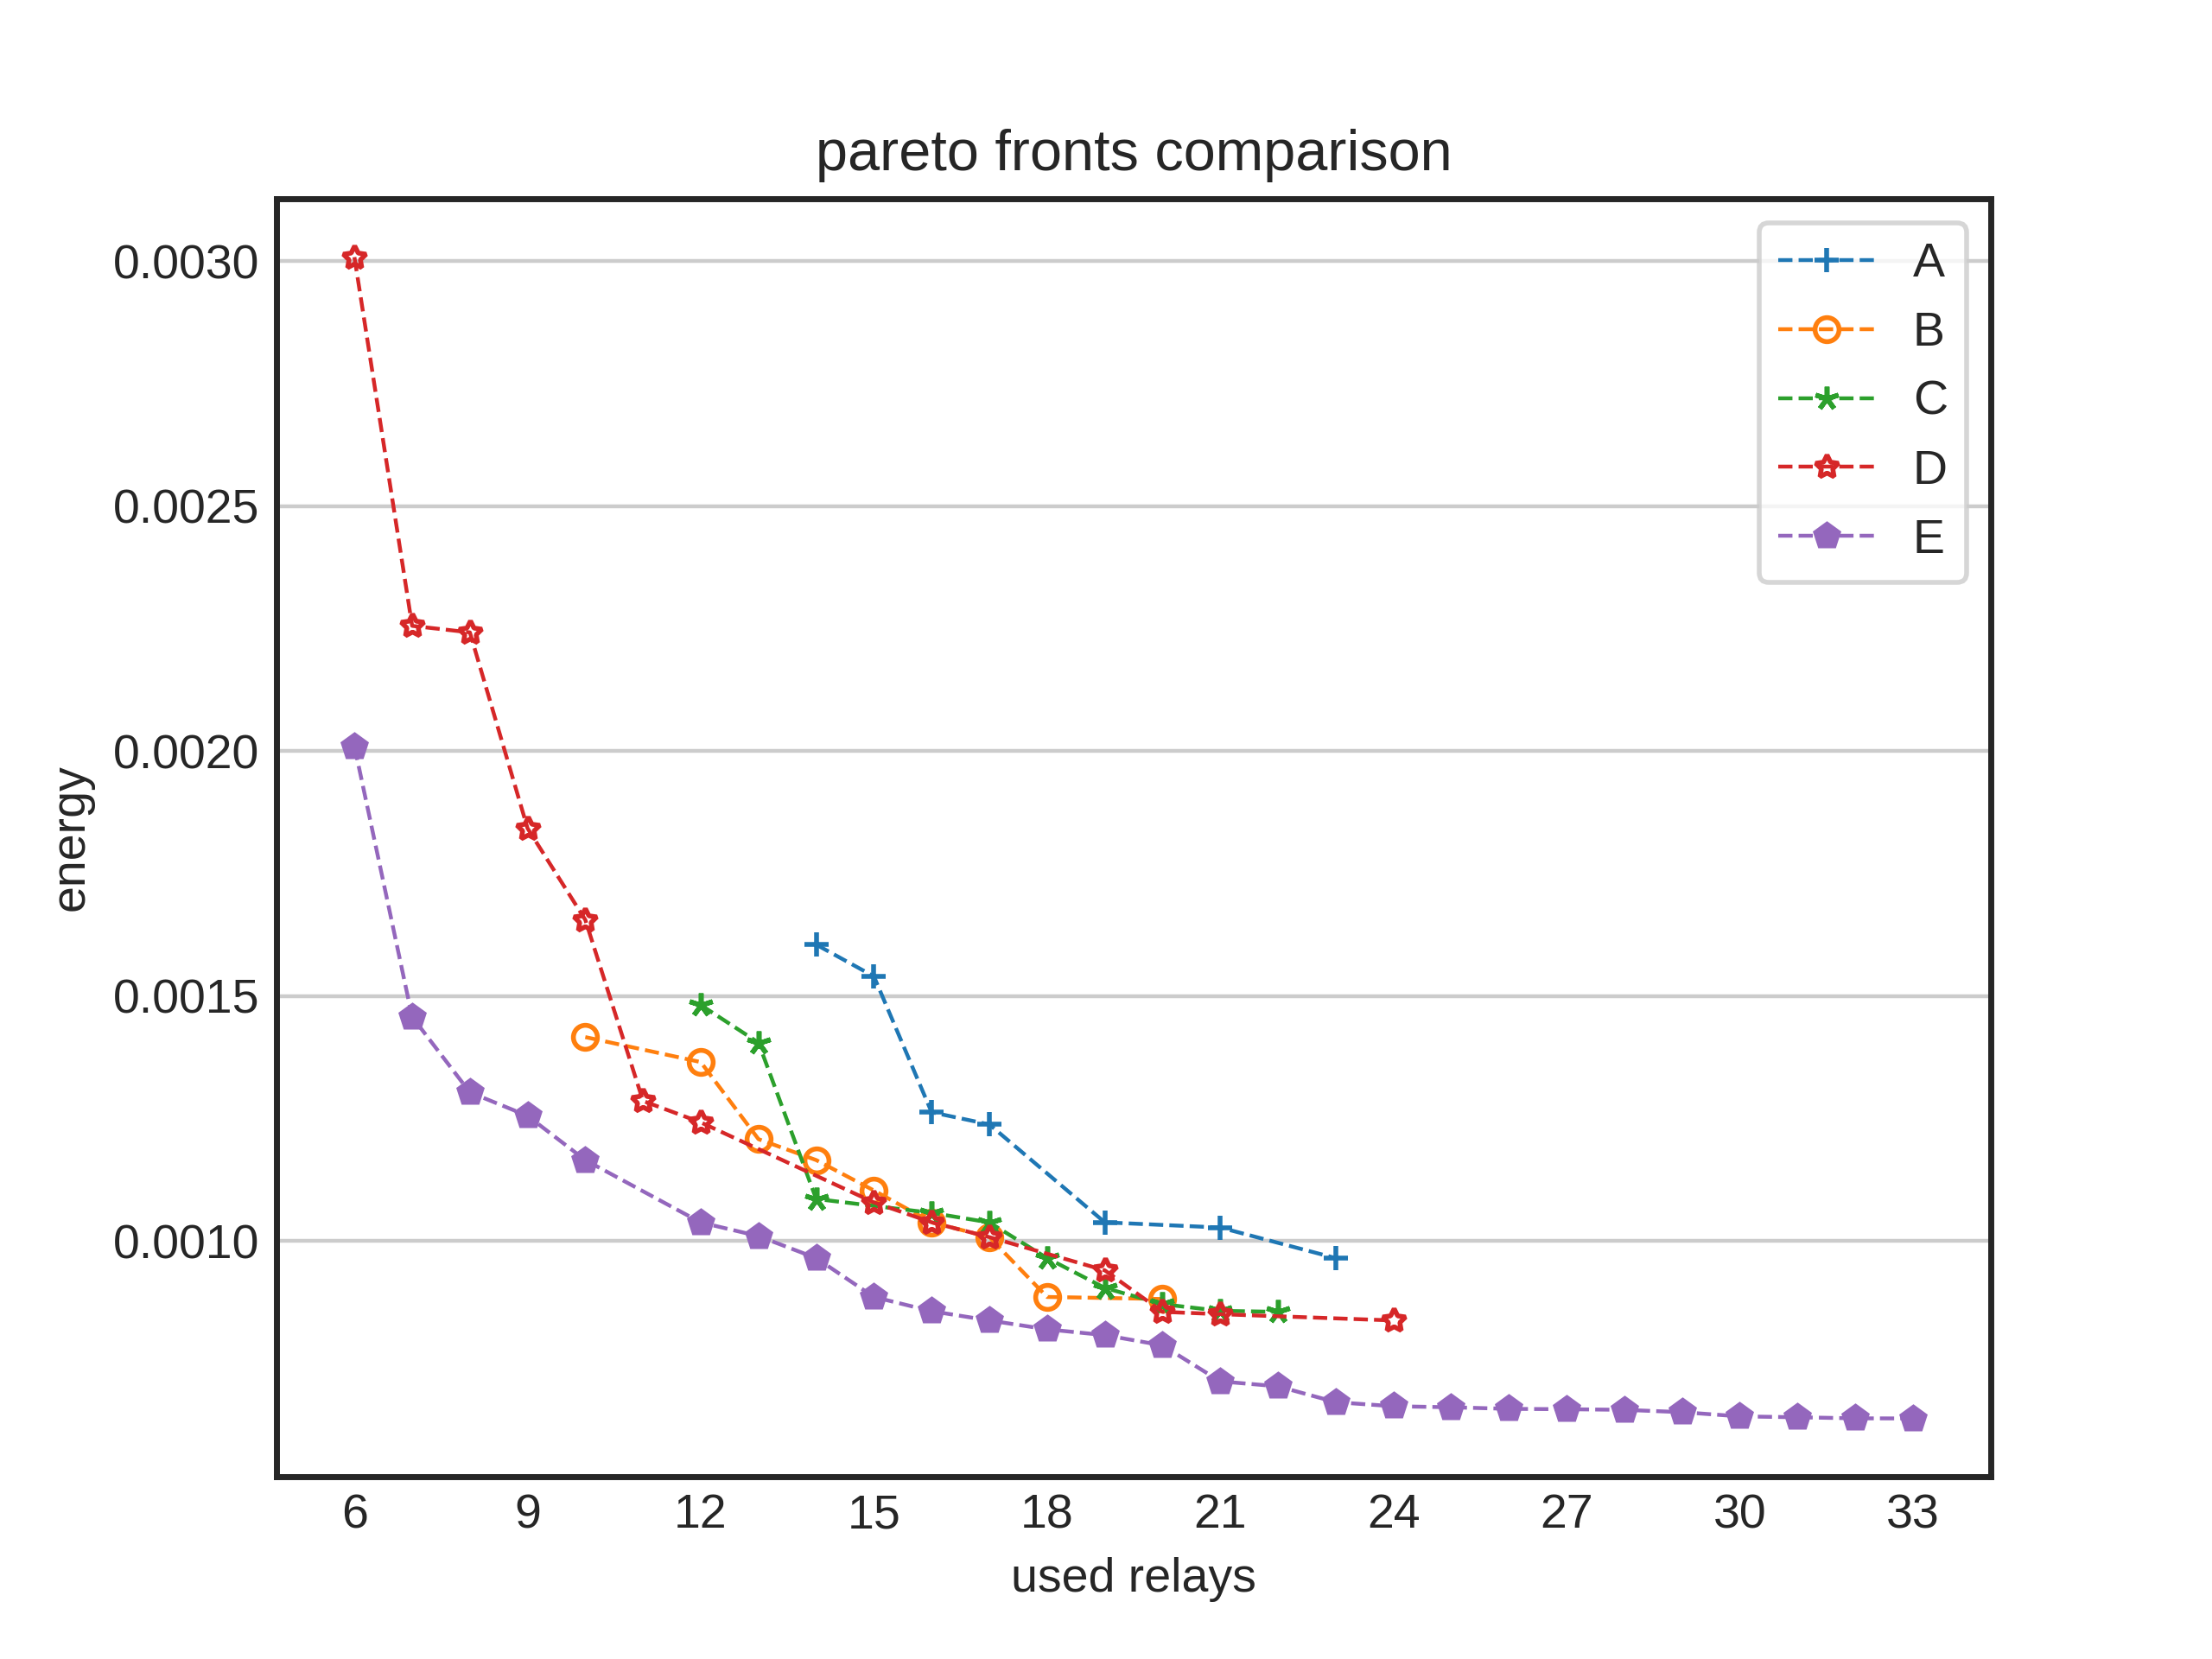 pareto fronts comparison
0.0030
0.0025
0.0020
0.0015
0.0010
energy
A
B
C
D
E
6 9 12 15 18 21 24 27 30 33
used relays